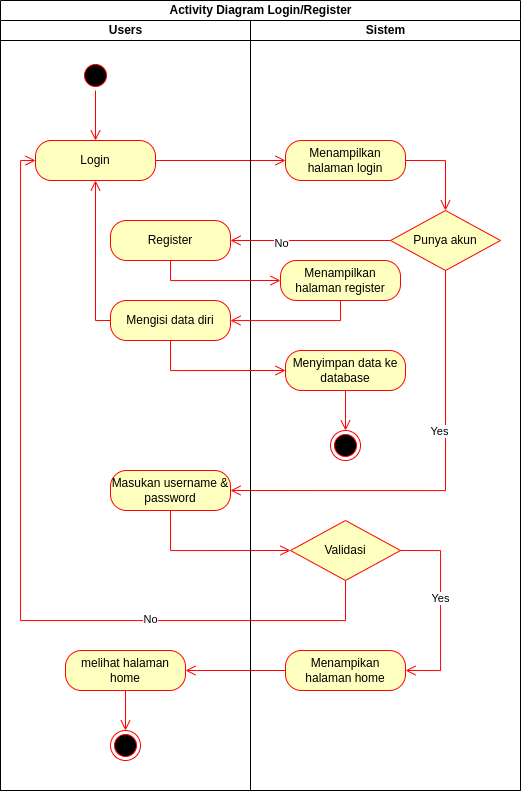 Activity Diagram Login/Register
Users
Sistem
Login
Menampilkan
halaman login
Punya akun
No
Register
Menampilkan
halaman register
Mengisi data diri
Menyimpan data ke
database
Yes
Masukan username &
password
Validasi
Yes
No
melihat halaman
home
Menampikan
halaman home